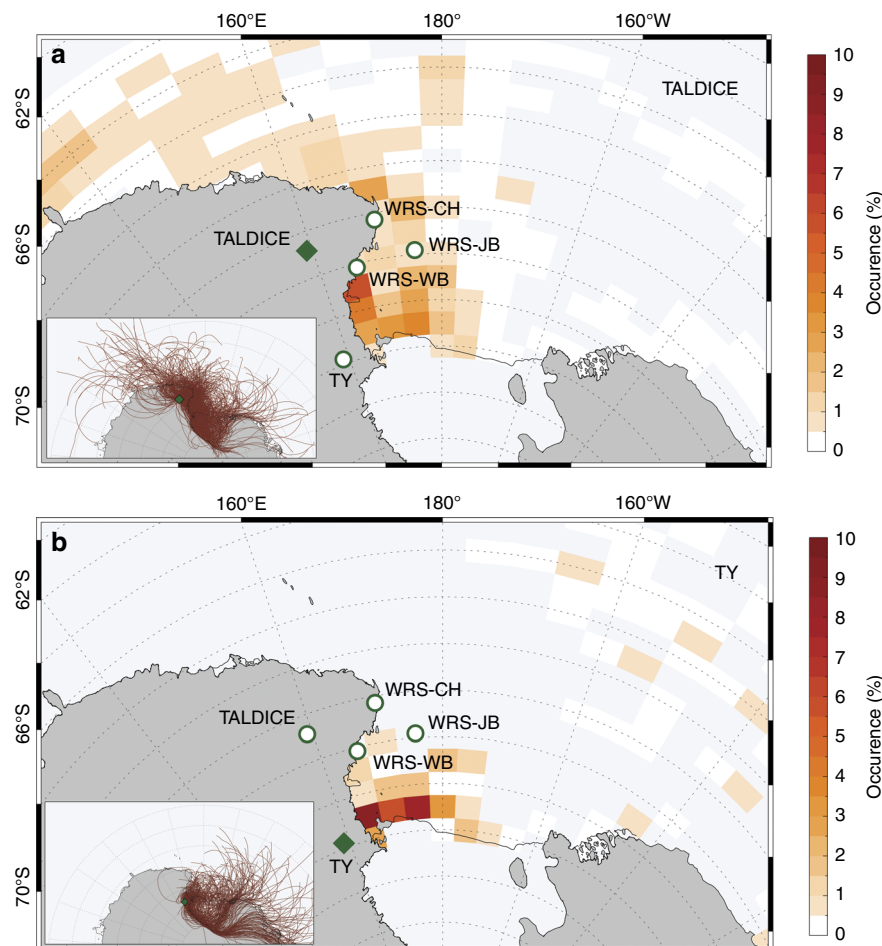 160°E 180° 160°W
a
TALDICE
62°S
66°S
70°S
WRS-CH
TALDICE
WRS-JB
WRS-WB
TY
10
9
8
7
6
5
4
3
2
1
0
Occurrence (%)
160°E 180° 160°W
b
TY
62°S
66°S
70°S
WRS-CH
TALDICE
WRS-JB
WRS-WB
TY
10
9
8
7
6
5
4
3
2
1
0
Occurrence (%)